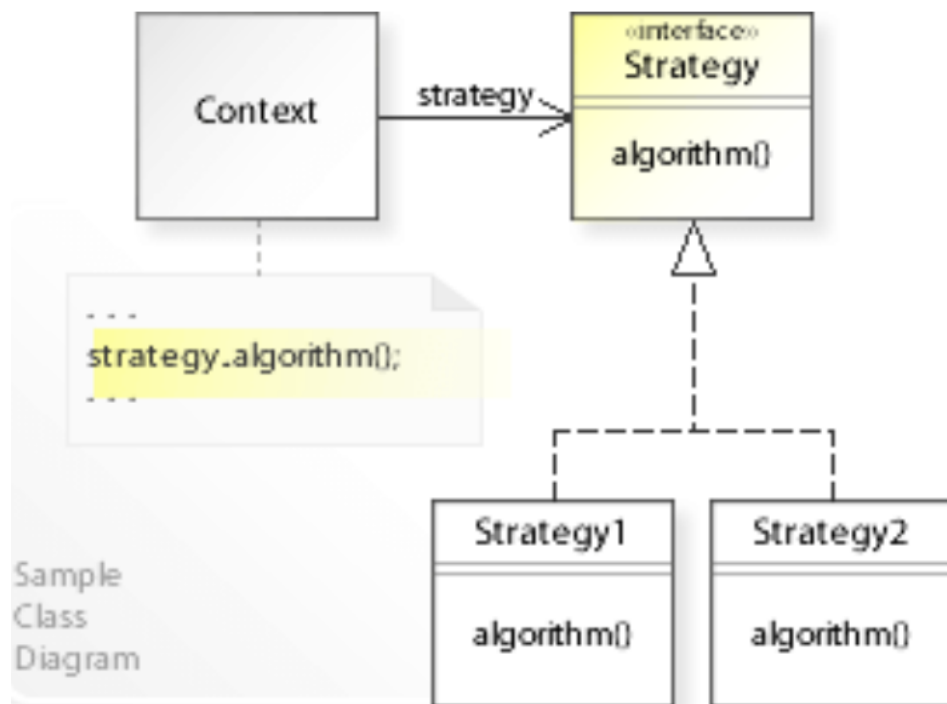 «interface»
Strategy
Context
strategy
algorithm()
- - -
strategy.algorithm();
- - -
Strategy1
Strategy2
algorithm()
algorithm()
Sample
Class
Diagram